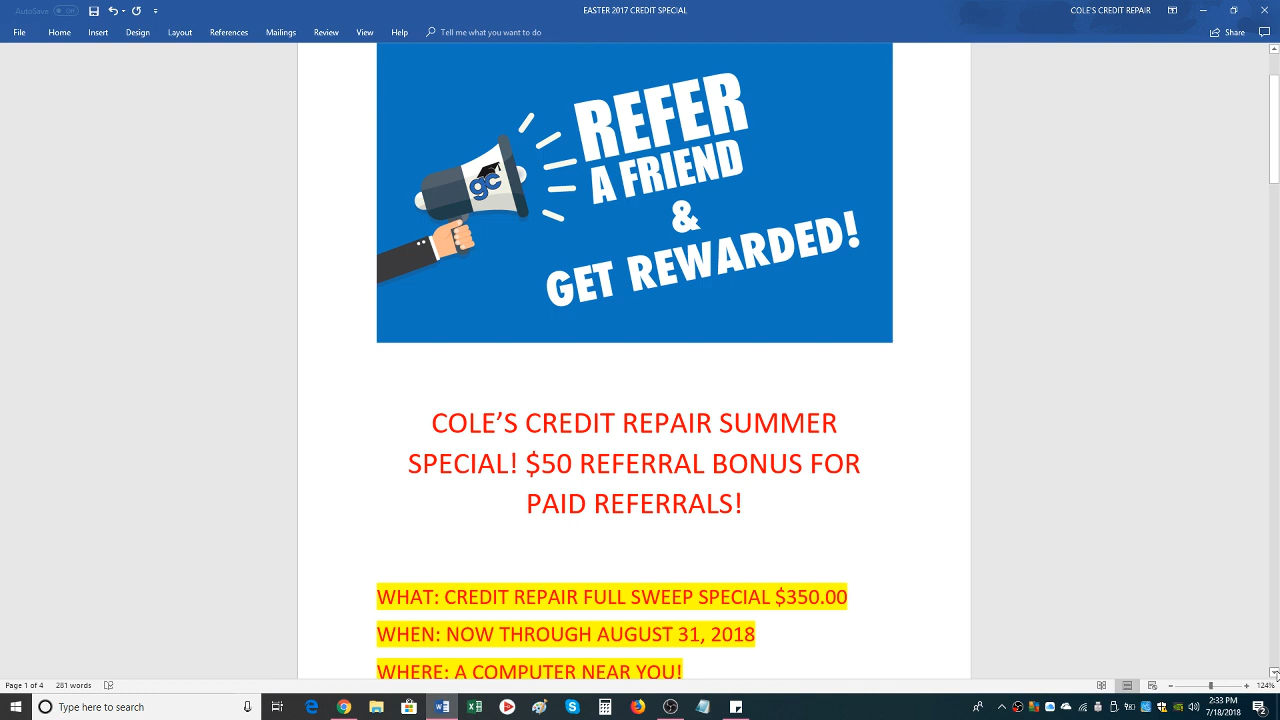 AutoSave Off
EASTER 2017 CREDIT SPECIAL
COLE'S CREDIT REPAIR
File Home Insert Design Layout References Mailings Review View Help Tell me what you want to do Share
REFER
A FRIEND
&
GET REWARDED!
gc
COLE’S CREDIT REPAIR SUMMER
SPECIAL! $50 REFERRAL BONUS FOR
PAID REFERRALS!
WHAT: CREDIT REPAIR FULL SWEEP SPECIAL $350.00
WHEN: NOW THROUGH AUGUST 31, 2018
WHERE: A COMPUTER NEAR YOU!
Page 1 of 4 281 words 124%
Type here to search
2:33 PM
7/18/2018